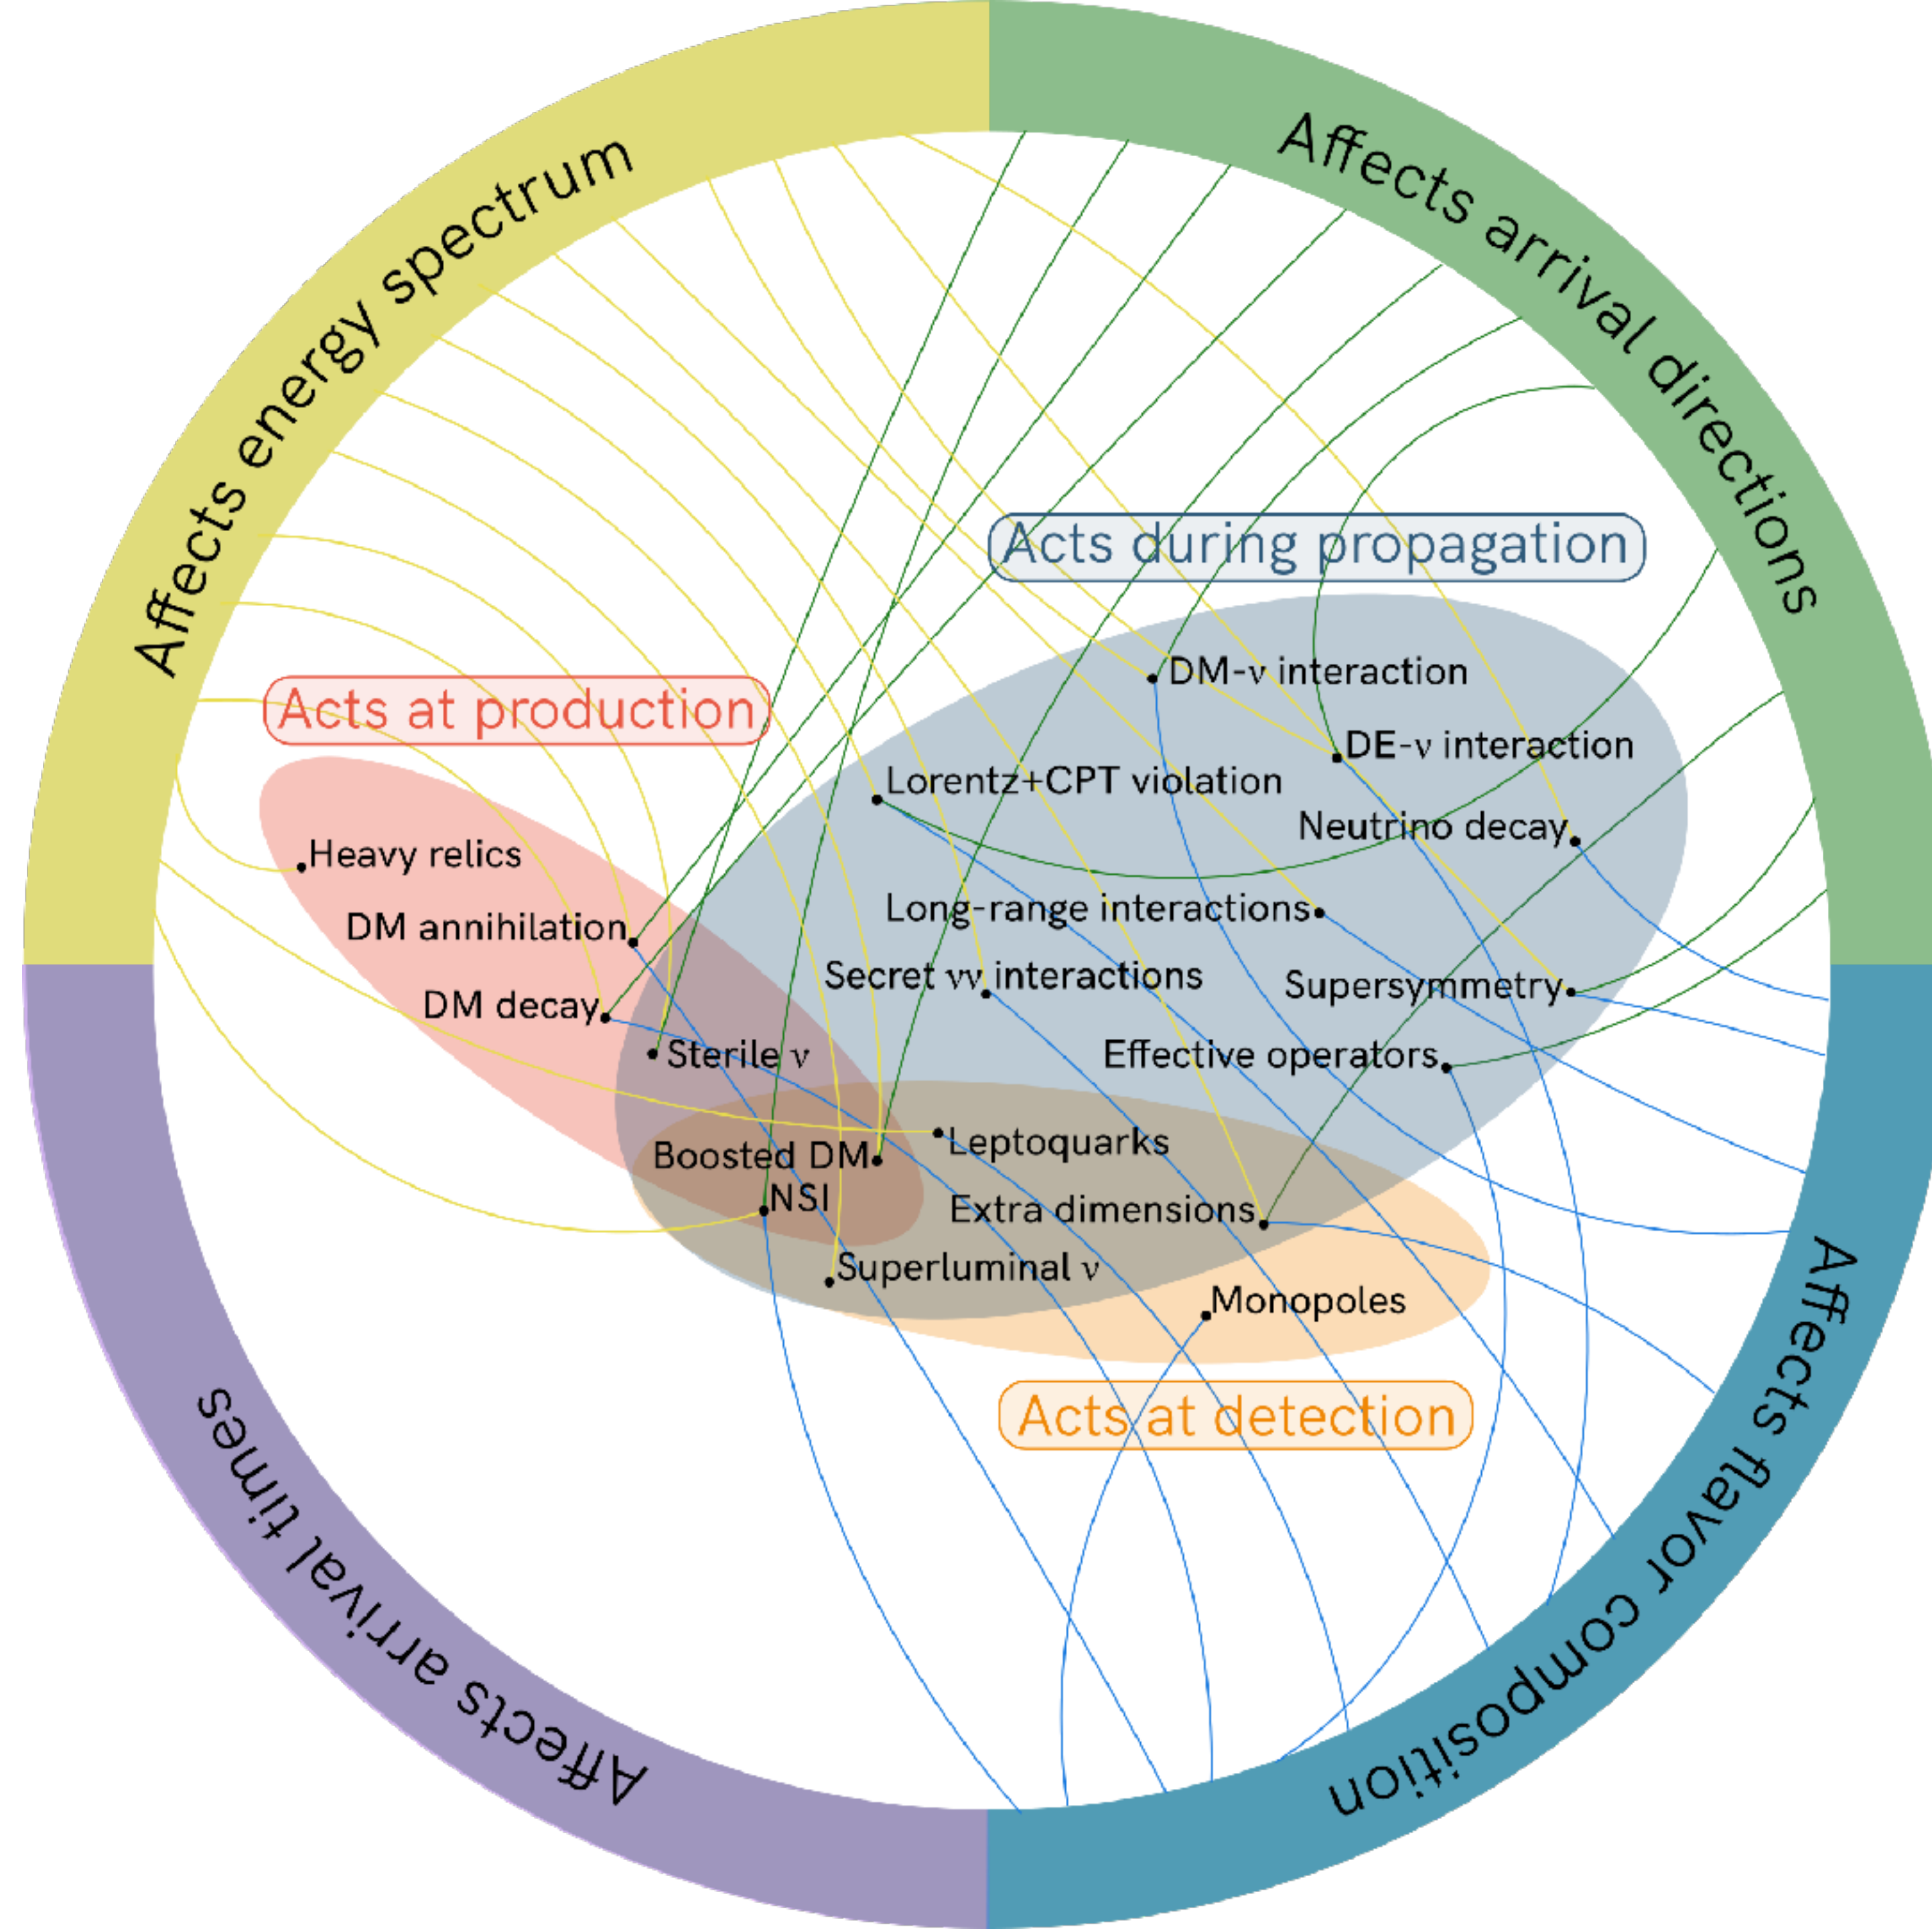 Affects energy spectrum
Affects arrival directions
Acts during propagation
DM-ν interaction
Acts at production
DE-ν interaction
Lorentz+CPT violation
Neutrino decay
Heavy relics
Long-range interactions
DM annihilation
Secret νν interactions
Supersymmetry
DM decay
Sterile ν
Effective operators
Leptoquarks
Boosted DM
NSI
Extra dimensions
Superluminal ν
Monopoles
Acts at detection
Affects arrival times
Affects flavor composition